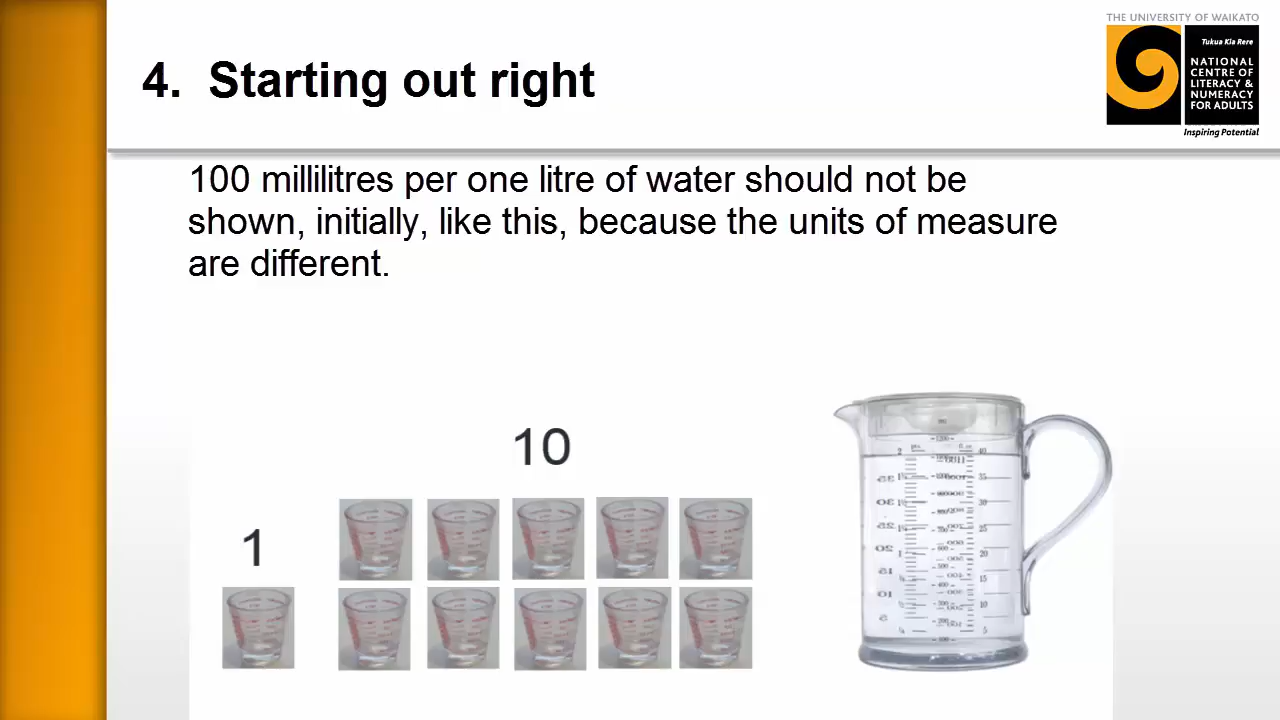 THE UNIVERSITY OF WAIKATO
Tukua Kia Rere
NATIONAL
CENTRE OF
LITERACY &
NUMERACY
FOR ADULTS
Inspiring Potential
4. Starting out right
100 millilitres per one litre of water should not be
shown, initially, like this, because the units of measure
are different.
10
1